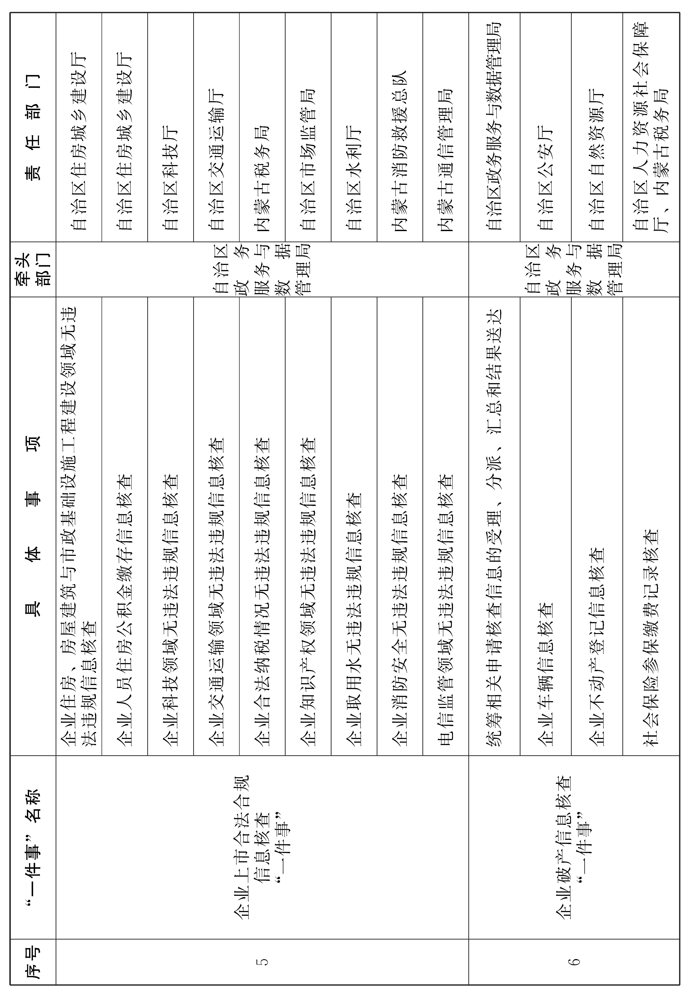 序号
“一件事”名称
具体事项
牵头
部门
责任部门
5
企业上市合法合规
信息核查
“一件事”
企业住房、房屋建筑与市政基础设施工程建设领域无违
法违规信息核查
自治区
政务
服务与
数据
管理局
自治区住房城乡建设厅
企业人员住房公积金缴存信息核查
自治区住房城乡建设厅
企业科技领域无违法违规信息核查
自治区科技厅
企业交通运输领域无违法违规信息核查
自治区交通运输厅
企业合法纳税情况无违法违规信息核查
内蒙古税务局
企业知识产权领域无违法违规信息核查
自治区市场监管局
企业取用水无违法违规信息核查
自治区水利厅
企业消防安全无违法违规信息核查
内蒙古消防救援总队
电信监管领域无违法违规信息核查
内蒙古通信管理局
6
企业破产信息核查
“一件事”
统筹相关申请核查信息的受理、分派、汇总和结果送达
自治区
政务
服务与
数据
管理局
自治区政务服务与数据管理局
企业车辆信息核查
自治区公安厅
企业不动产登记信息核查
自治区自然资源厅
社会保险参保缴费记录核查
自治区人力资源社会保障
厅、内蒙古税务局